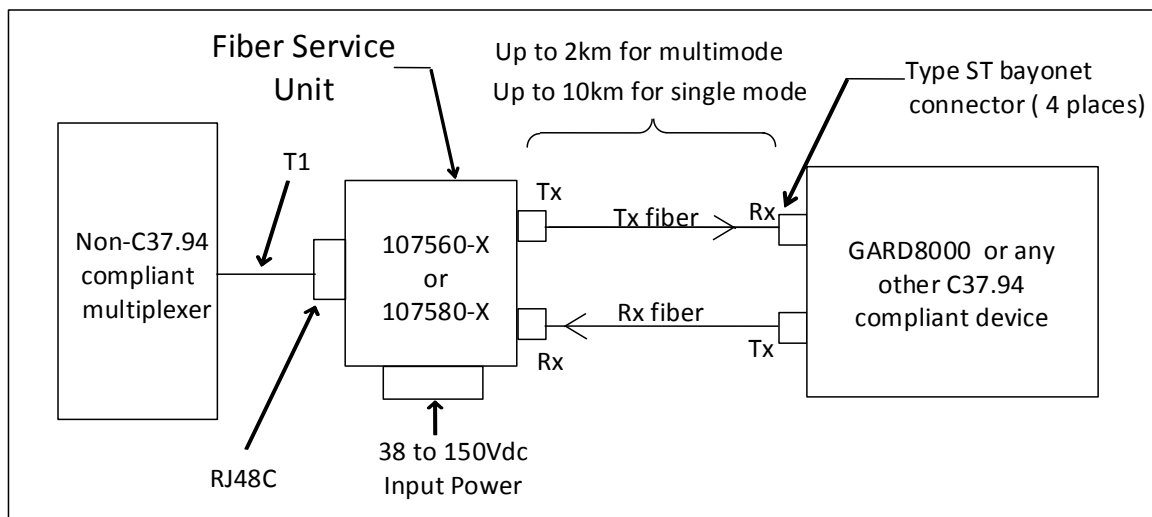 Fiber Service
Unit
Up to 2km for multimode
Up to 10km for single mode
Type ST bayonet
connector ( 4 places)
T1
Non-C37.94
compliant
multiplexer
107560-X
or
107580-X
Tx
Tx fiber
Rx
Rx fiber
Rx
Tx
GARD8000 or any
other C37.94
compliant device
RJ48C
38 to 150Vdc
Input Power